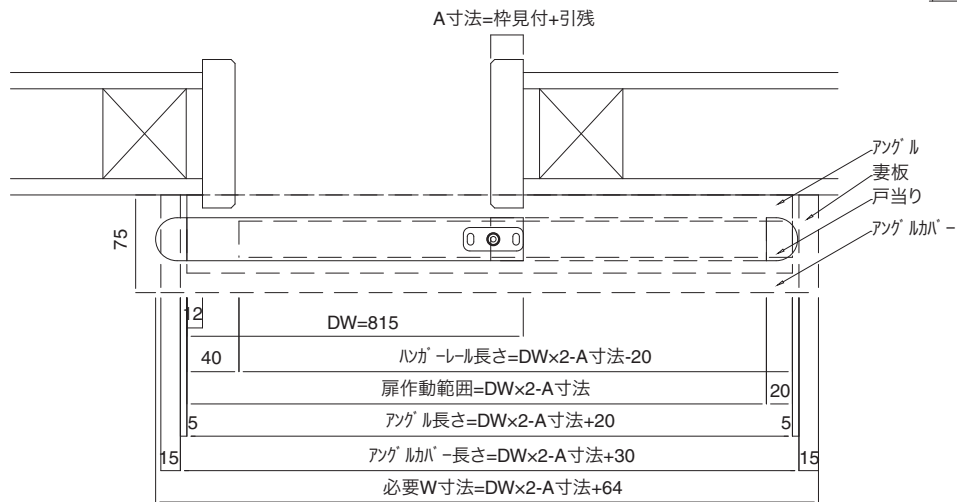 A寸法=枠見付+引残
アングル
妻板
戸当り
アングルカバー
75
12
DW=815
40
ハンガーレール長さ=DW×2-A寸法-20
扉作動範囲=DW×2-A寸法
20
5
アングル長さ=DW×2-A寸法+20
5
15
アングルカバー長さ=DW×2-A寸法+30
15
必要W寸法=DW×2-A寸法+64